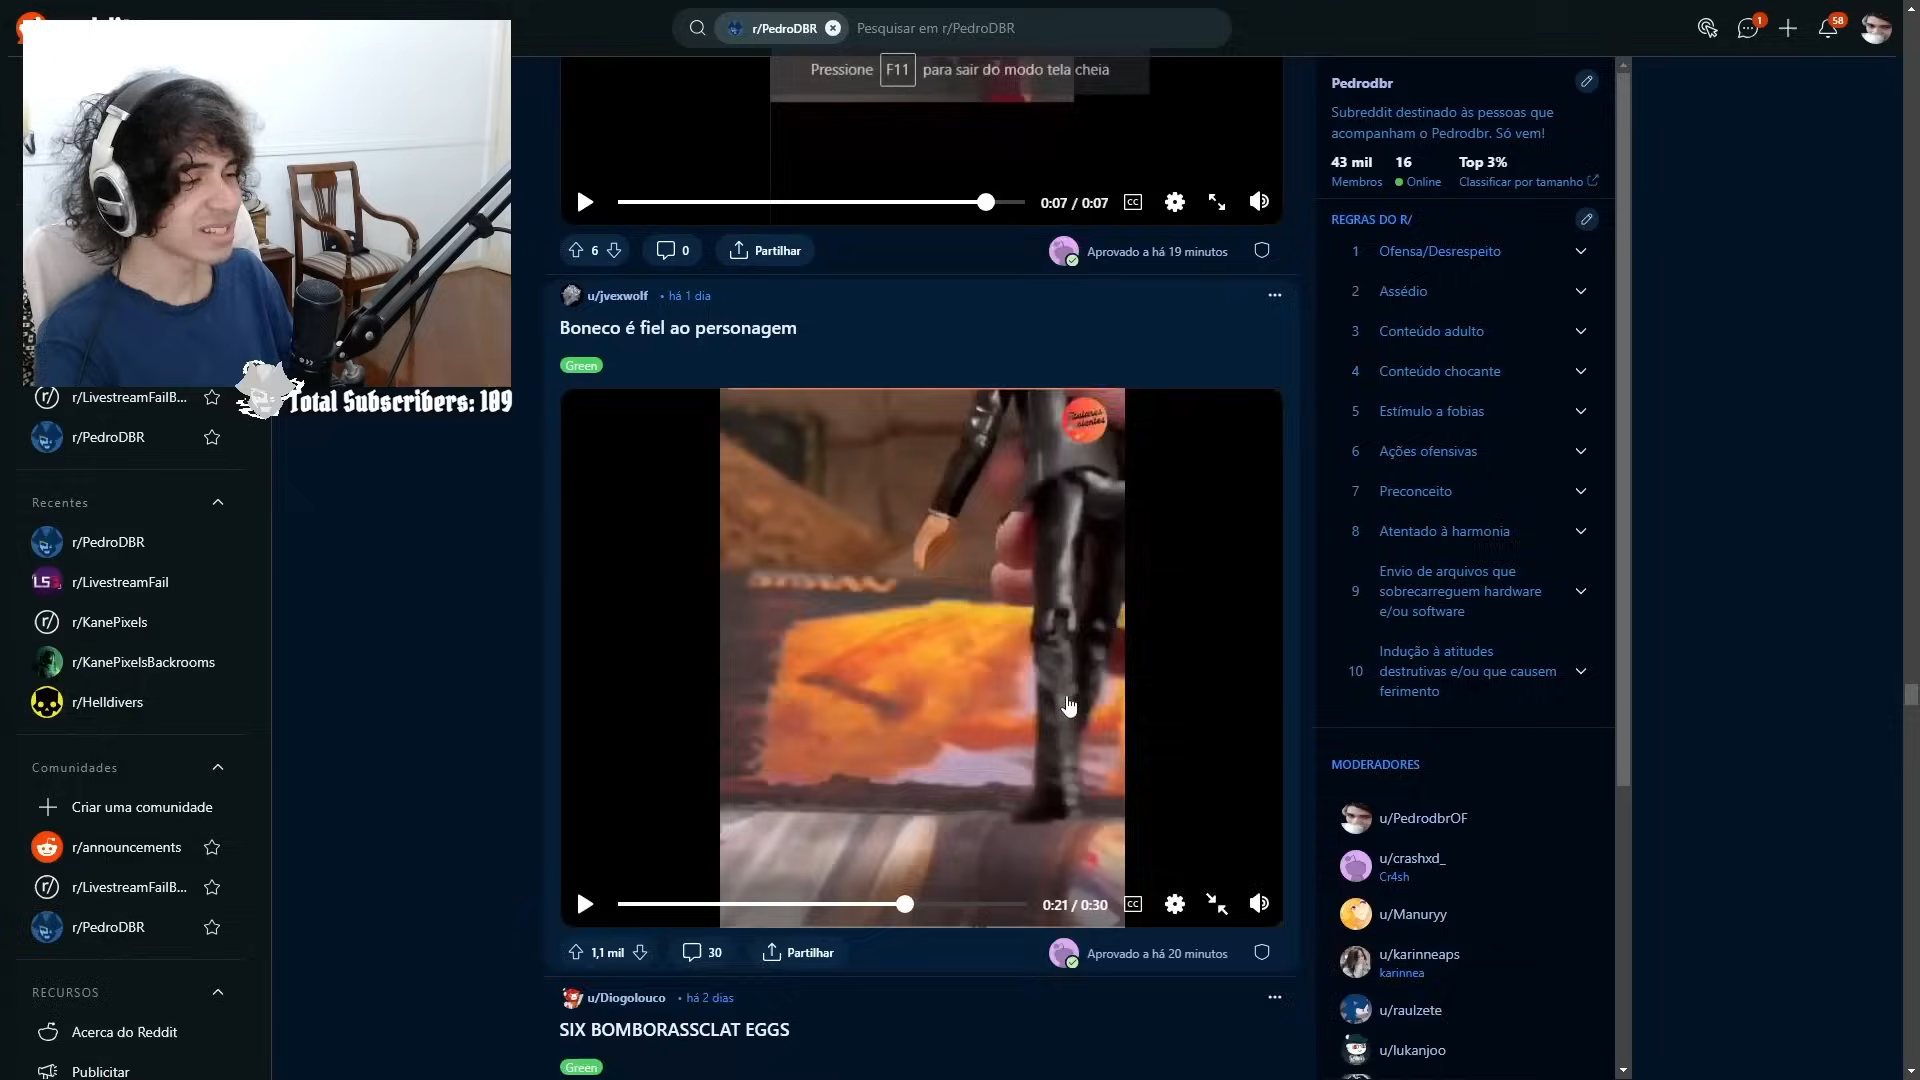 r/PedroDBR
Pesquisar em r/PedroDBR
1
58
Pressione F11 para sair do modo tela cheia
0:07 / 0:07
CC
6
0
Partilhar
Aprovado a há 19 minutos
u/jvexwolf
• há 1 dia
Boneco é fiel ao personagem
Green
0:21 / 0:30
CC
1,1 mil
30
Partilhar
Aprovado a há 20 minutos
u/Diogolouco
• há 2 dias
SIX BOMBORASSCLAT EGGS
Green
Total Subscribers: 109
r/LivestreamFailB...
r/PedroDBR
Recentes
r/PedroDBR
r/LivestreamFail
r/KanePixels
r/KanePixelsBackrooms
r/Helldivers
Comunidades
Criar uma comunidade
r/announcements
r/LivestreamFailB...
r/PedroDBR
RECURSOS
Acerca do Reddit
Publicitar
Pedrodbr
Subreddit destinado às pessoas que
acompanham o Pedrodbr. Só vem!
43 mil 16 Top 3%
Membros Online Classificar por tamanho
REGRAS DO R/
1 Ofensa/Desrespeito
2 Assédio
3 Conteúdo adulto
4 Conteúdo chocante
5 Estímulo a fobias
6 Ações ofensivas
7 Preconceito
8 Atentado à harmonia
9 Envio de arquivos que
sobrecarreguem hardware
e/ou software
10 Indução à atitudes
destrutivas e/ou que causem
ferimento
MODERADORES
u/PedrodbrOF
u/crashxd_
Cr4sh
u/Manuryy
u/karinneaps
karinnea
u/raulzete
u/lukanjoo